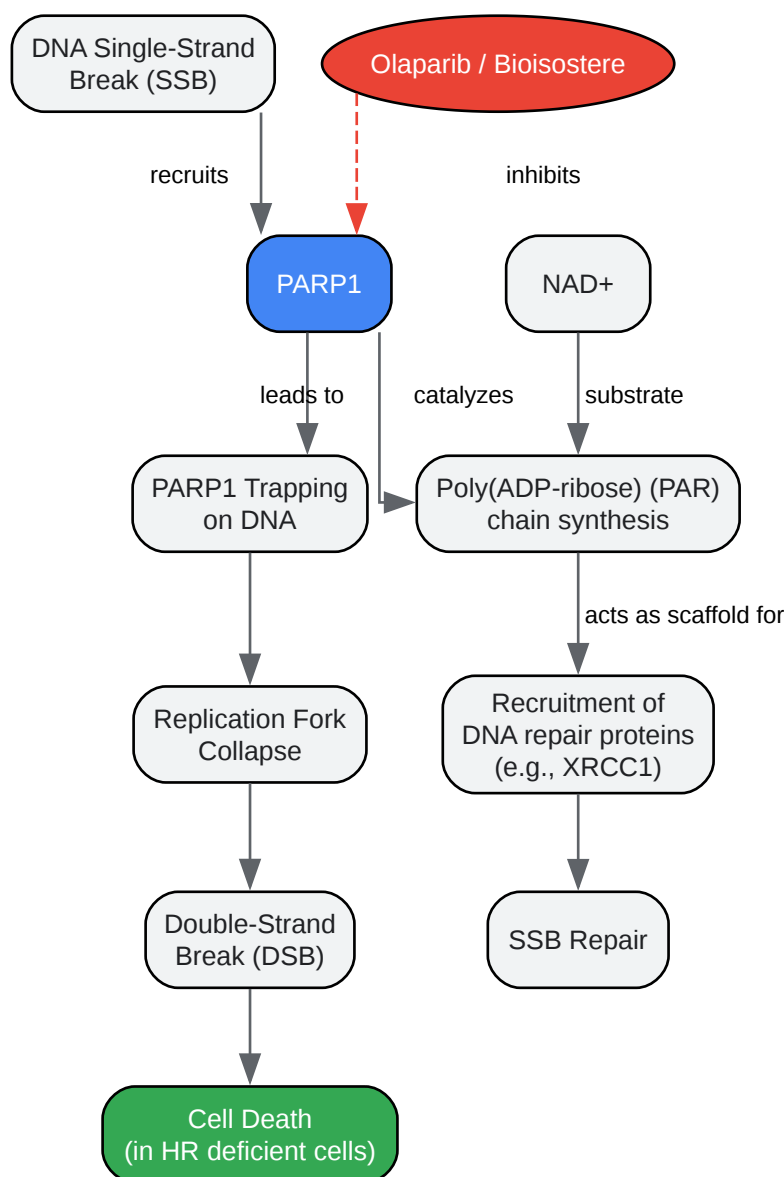 DNA Single-Strand
Break (SSB)
Olaparib / Bioisostere
recruits
inhibits
PARP1
NAD+
leads to
catalyzes
substrate
PARP1 Trapping
on DNA
Poly(ADP-ribose) (PAR)
chain synthesis
acts as scaffold for
Replication Fork
Collapse
Recruitment of
DNA repair proteins
(e.g., XRCC1)
Double-Strand
Break (DSB)
SSB Repair
Cell Death
(in HR deficient cells)